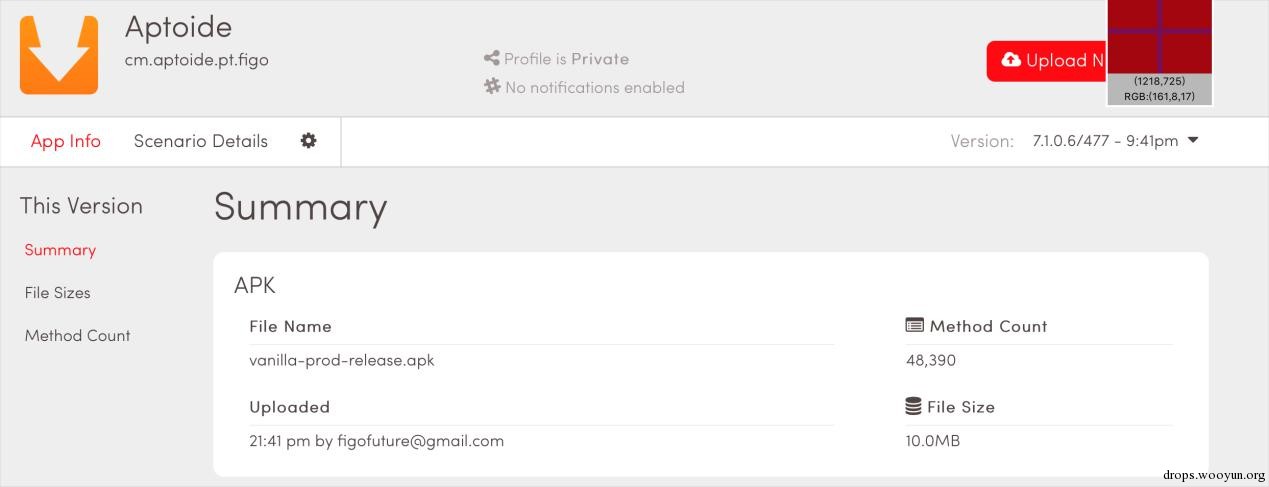 Aptoide
cm.aptoide.pt.figo
Profile is Private
No notifications enabled
Upload N
(1218,725)
RGB:(161,8,17)
App Info Scenario Details
Version: 7.1.0.6/477 - 9:41pm
This Version
Summary
File Sizes
Method Count
Summary
APK
File Name
vanilla-prod-release.apk
Method Count
48,390
Uploaded
21:41 pm by figofuture@gmail.com
File Size
10.0MB
drops.wooyun.org